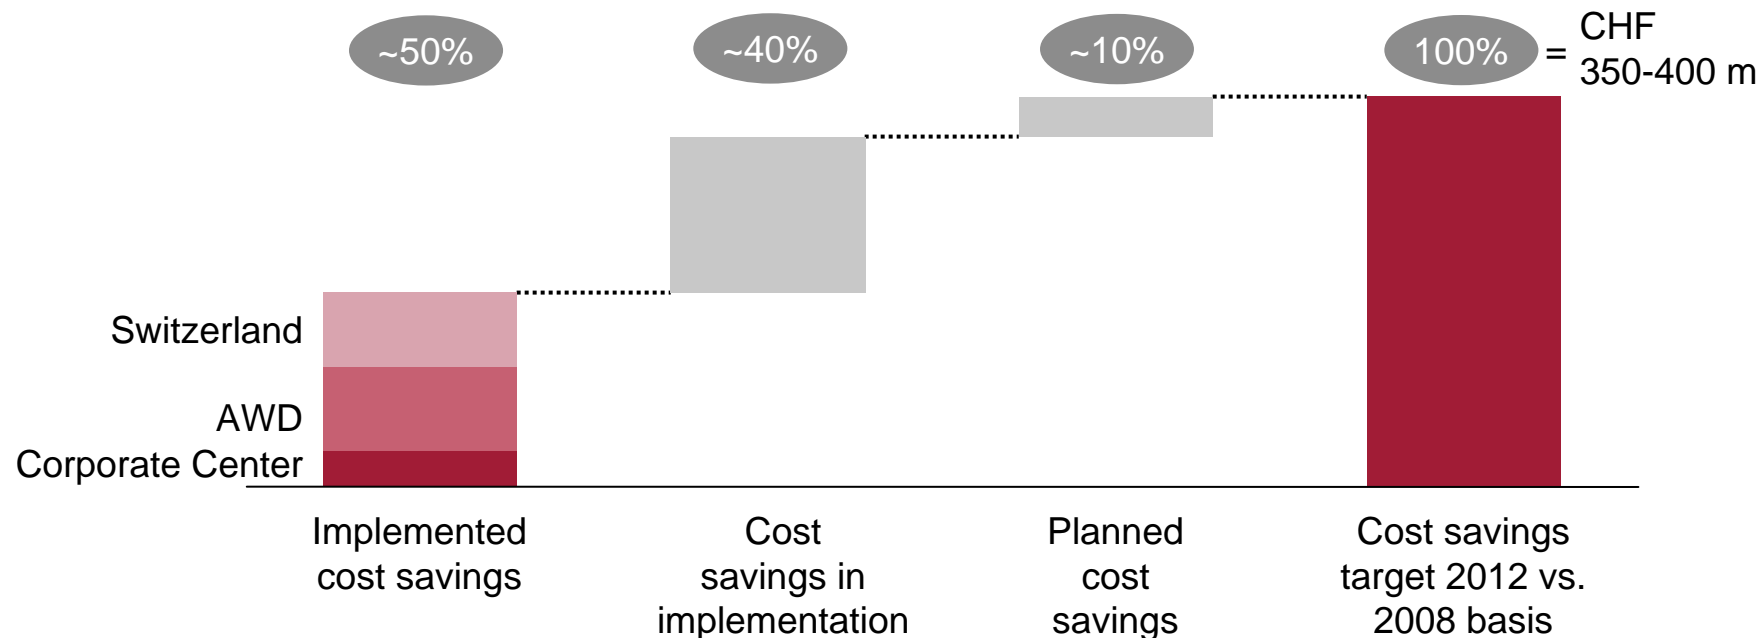 ~50%
~40%
~10%
100%
=
CHF
350-400 m
Switzerland
AWD
Corporate Center
Implemented
cost savings
Cost
savings in
implementation
Planned
cost
savings
Cost savings
target 2012 vs.
2008 basis